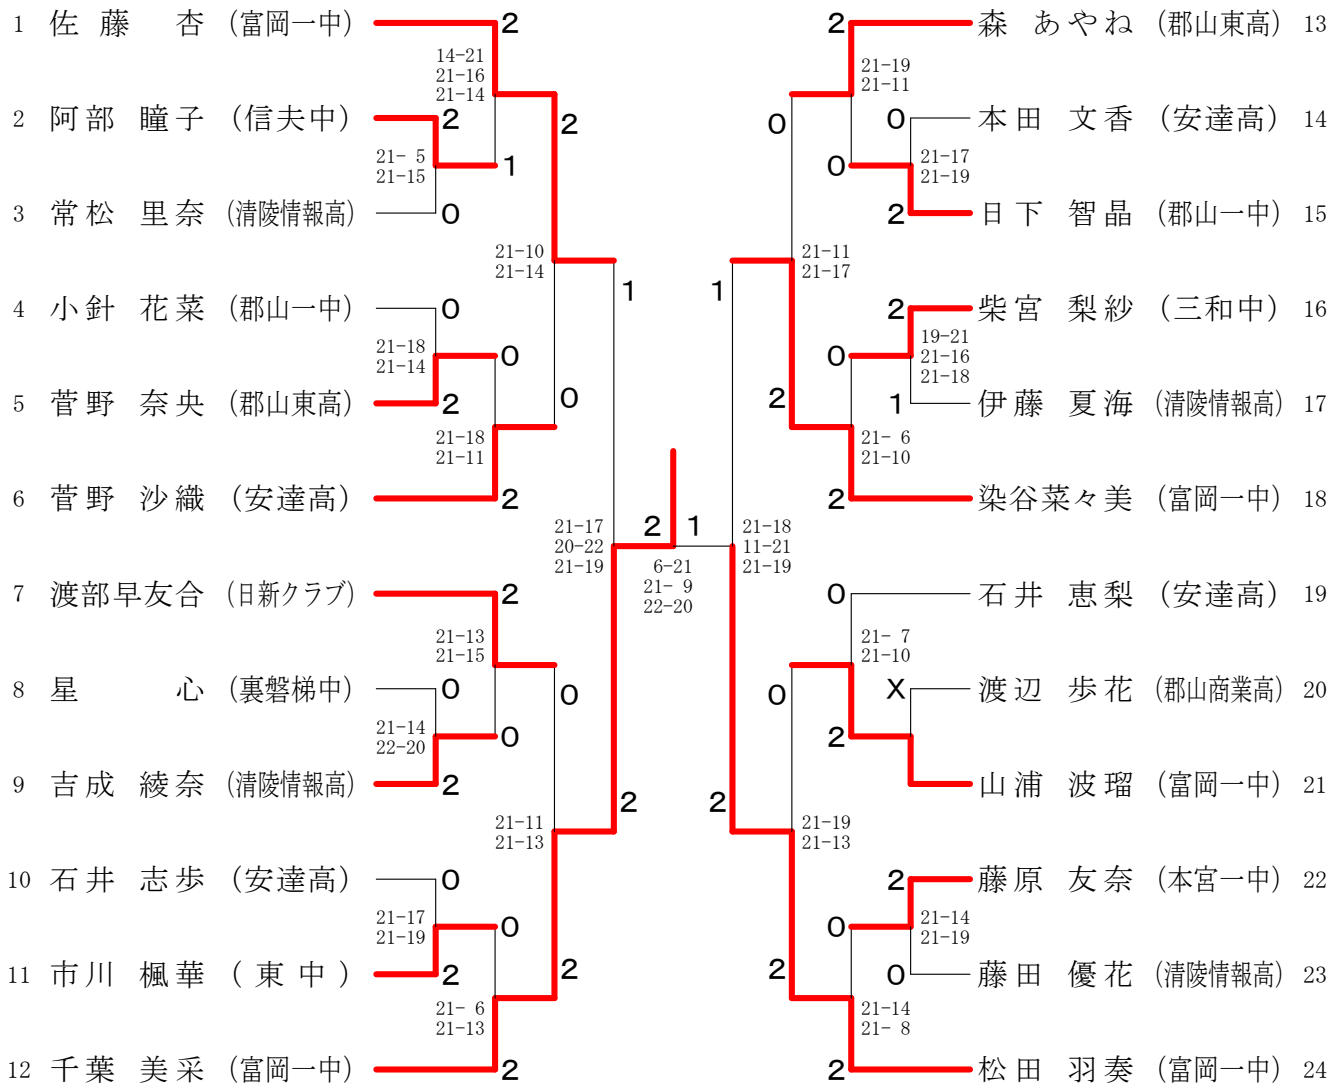 1 佐藤 杏 (富岡一中) 2
14-21
21-16
21-14
2 阿部 瞳子 (信夫中) 2
2
21- 5
21-15
1
3 常松 里奈 (清陵情報高) 0
21-10
21-14
1
4 小針 花菜 (郡山一中) 0
21-18
21-14
0
5 菅野 奈央 (郡山東高) 2
0
21-18
21-11
6 菅野 沙織 (安達高) 2
21-17
20-22
21-19
7 渡部早友合 (日新クラブ) 2
21-13
21-15
8 星 心 (裏磐梯中) 0
0
21-14
22-20
0
9 吉成 綾奈 (清陵情報高) 2
2
21-11
21-13
10 石井 志歩 (安達高) 0
21-17
21-19
0
11 市川 楓華 (東中) 2
2
21- 6
21-13
12 千葉 美采 (富岡一中) 2
2 1
6-21
21- 9
22-20
2 森 あやね (郡山東高) 13
21-19
21-11
0
0 本田 文香 (安達高) 14
0
21-17
21-19
2 日下 智晶 (郡山一中) 15
21-11
21-17
1
2 柴宮 梨紗 (三和中) 16
19-21
21-16
21-18
0
2
1 伊藤 夏海 (清陵情報高) 17
21- 6
21-10
2 染谷菜々美 (富岡一中) 18
21-18
11-21
21-19
0 石井 恵梨 (安達高) 19
21- 7
21-10
0
X 渡辺 歩花 (郡山商業高) 20
2
山浦 波瑠 (富岡一中) 21
2
21-19
21-13
2 藤原 友奈 (本宮一中) 22
21-14
21-19
0
2
0 藤田 優花 (清陵情報高) 23
21-14
21- 8
2 松田 羽奏 (富岡一中) 24